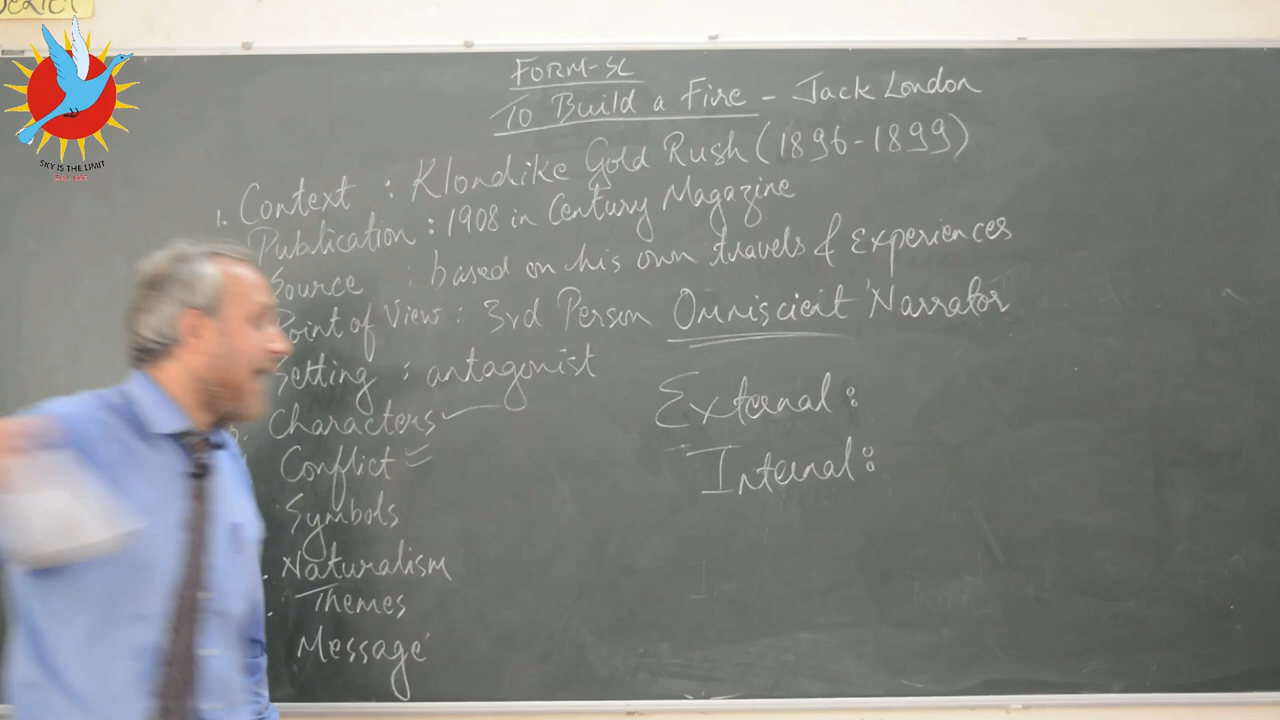 FORM-SC
To Build a Fire - Jack London
1. Context : Klondike Gold Rush (1896-1899)
Publication : 1908 in Century Magazine
Source : based on his own travels & Experiences
Point of View : 3rd Person Omniscient Narrator
Setting : antagonist
Characters
Conflict
Symbols
Naturalism
Themes
Message
External :
Internal :
SKY IS THE LIMIT